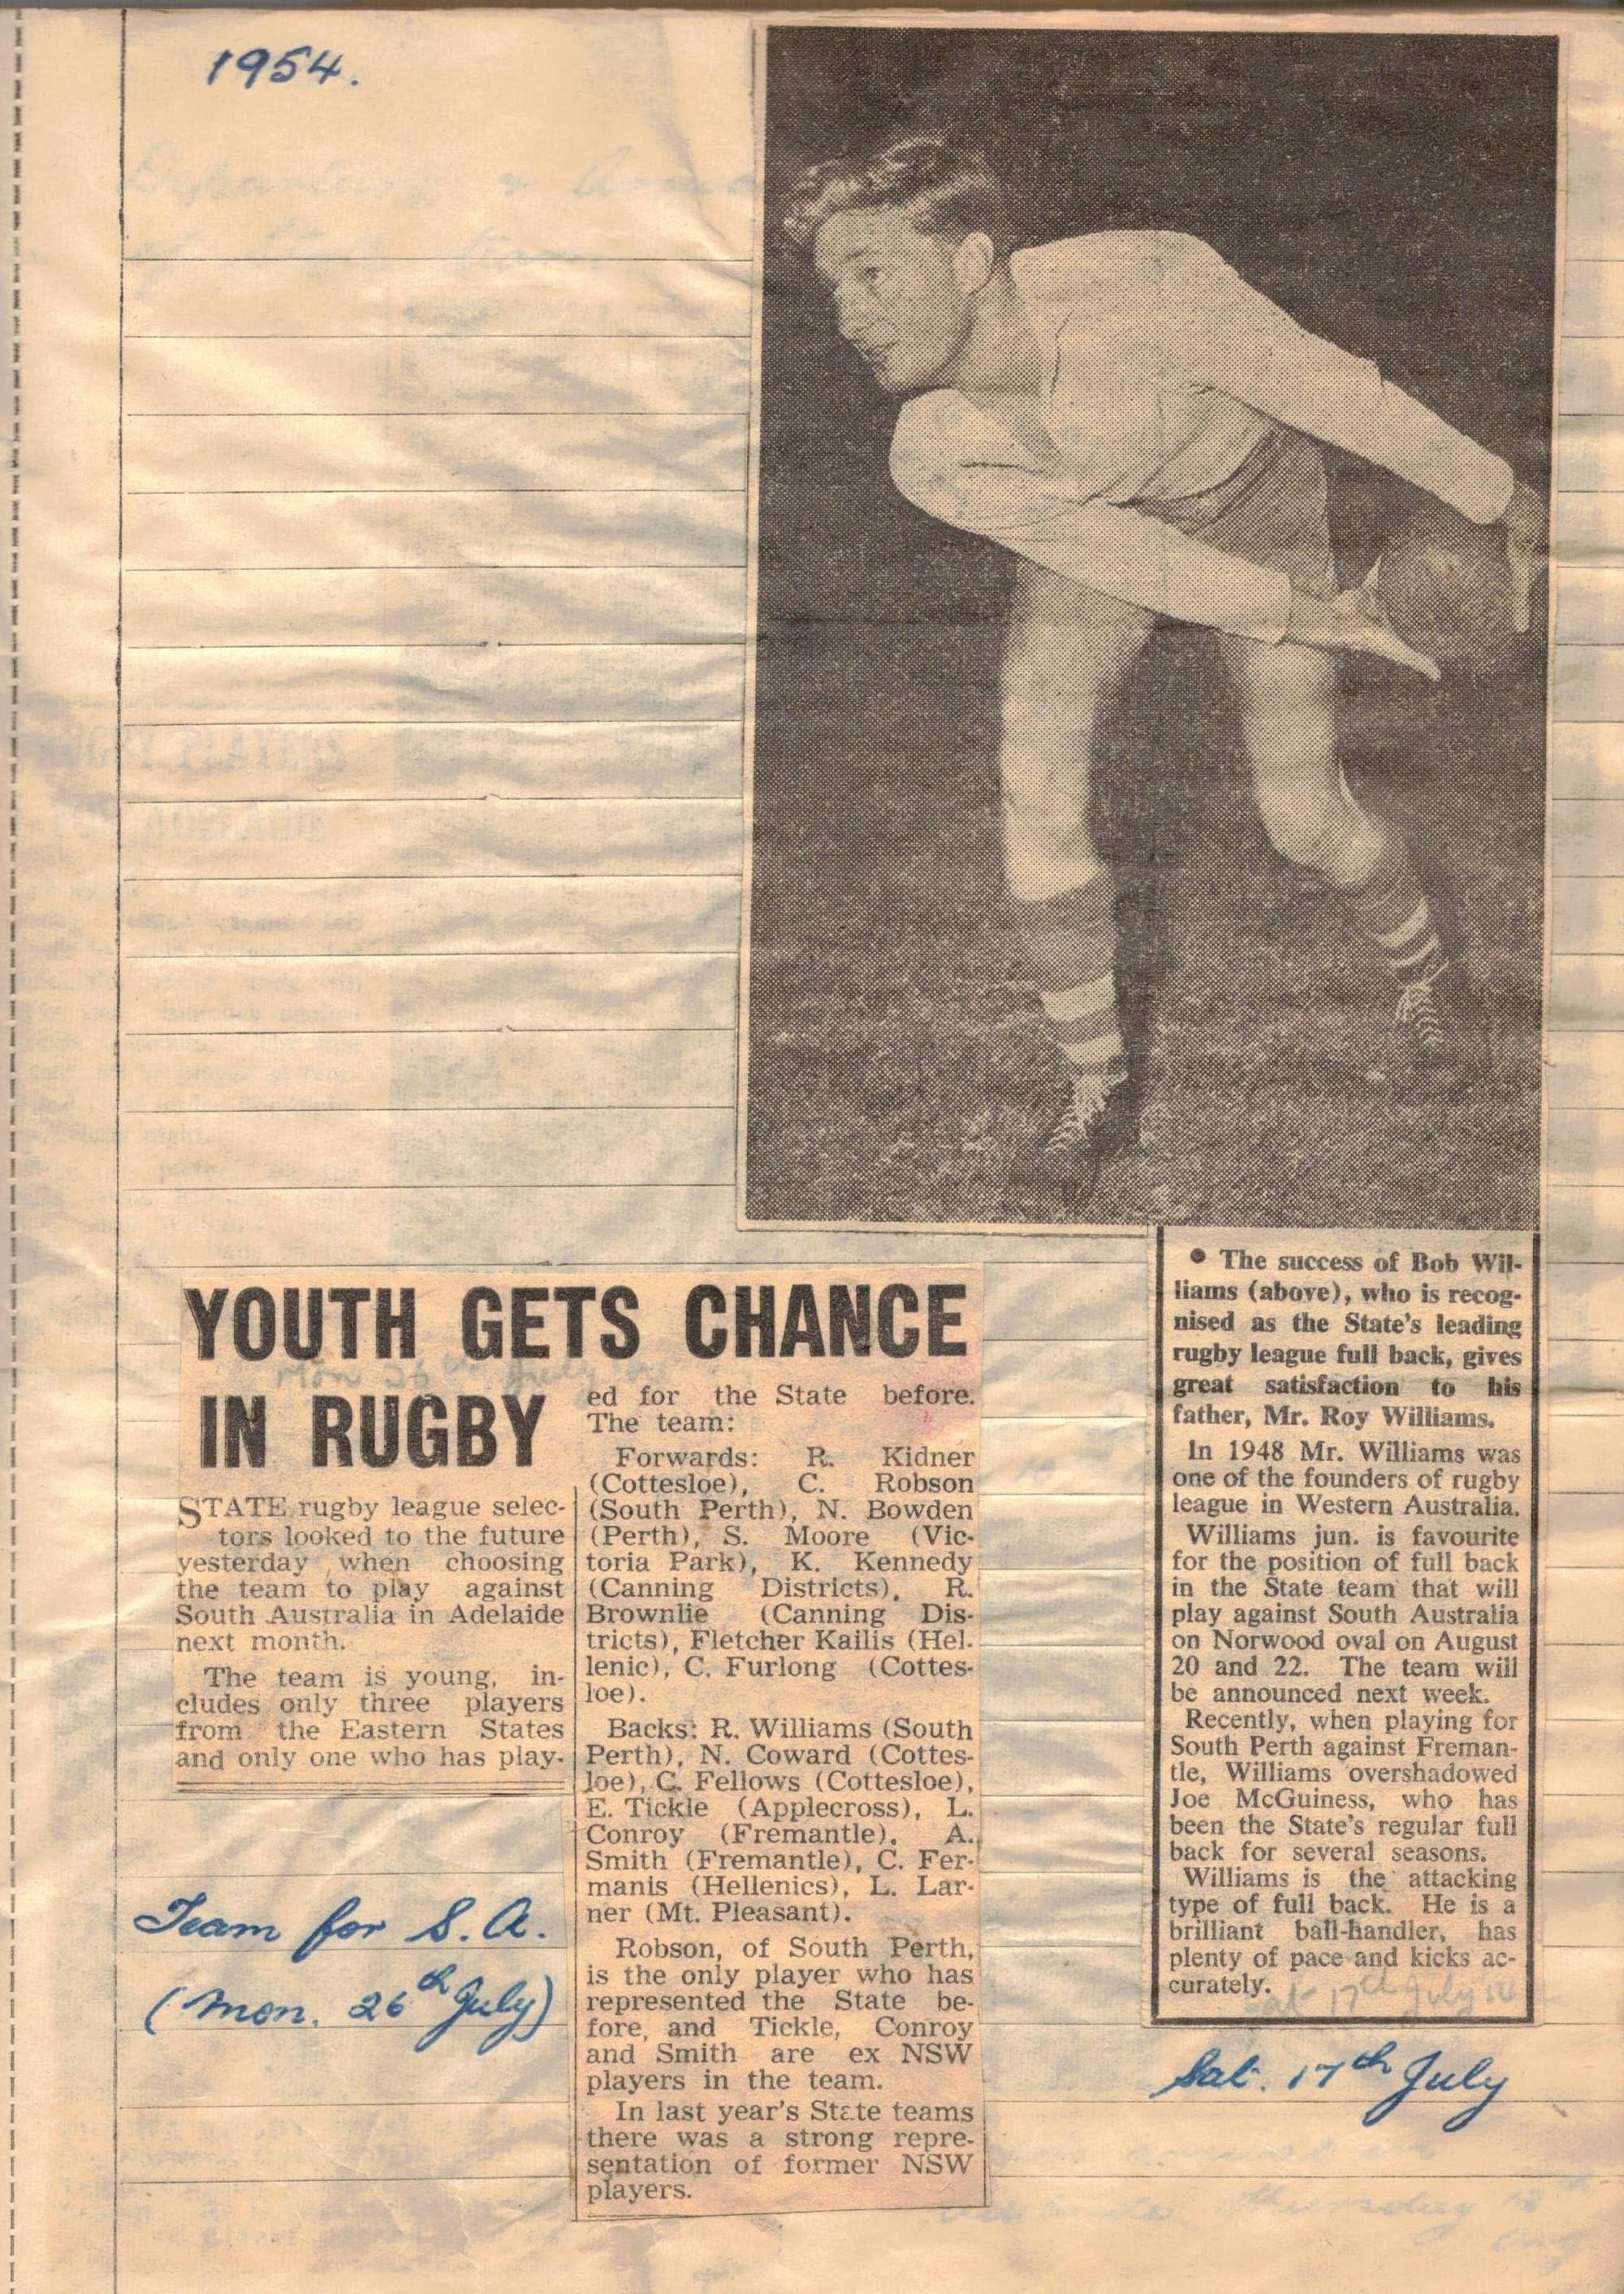 1954.
YOUTH GETS CHANCE
IN RUGBY
STATE rugby league selec-
tors looked to the future
yesterday when choosing
the team to play against
South Australia in Adelaide
next month.
The team is young, in-
cludes only three players
from the Eastern States
and only one who has play-
ed for the State before.
The team:
Forwards: R. Kidner
(Cottesloe), C. Robson
(South Perth), N. Bowden
(Perth), S. Moore (Vic-
toria Park), K. Kennedy
(Canning Districts), R.
Brownlie (Canning Dis-
tricts), Fletcher Kailis (Hel-
lenic), C. Furlong (Cottes-
loe).
Backs: R. Williams (South
Perth), N. Coward (Cottes-
loe), C. Fellows (Cottesloe),
E. Tickle (Applecross), L.
Conroy (Fremantle), A.
Smith (Fremantle), C. Fer-
manis (Hellenics), L. Lar-
ner (Mt. Pleasant).
Robson, of South Perth,
is the only player who has
represented the State be-
fore, and Tickle, Conroy
and Smith are ex NSW
players in the team.
In last year's State teams
there was a strong repre-
sentation of former NSW
players.
Team for S.A.
(Mon. 26th July)
• The success of Bob Wil-
liams (above), who is recog-
nised as the State's leading
rugby league full back, gives
great satisfaction to his
father, Mr. Roy Williams.
In 1948 Mr. Williams was
one of the founders of rugby
league in Western Australia.
Williams jun. is favourite
for the position of full back
in the State team that will
play against South Australia
on Norwood oval on August
20 and 22. The team will
be announced next week.
Recently, when playing for
South Perth against Freman-
tle, Williams overshadowed
Joe McGuiness, who has
been the State's regular full
back for several seasons.
Williams is the attacking
type of full back. He is a
brilliant ball-handler, has
plenty of pace and kicks ac-
curately.
17th July
Sat. 17th July